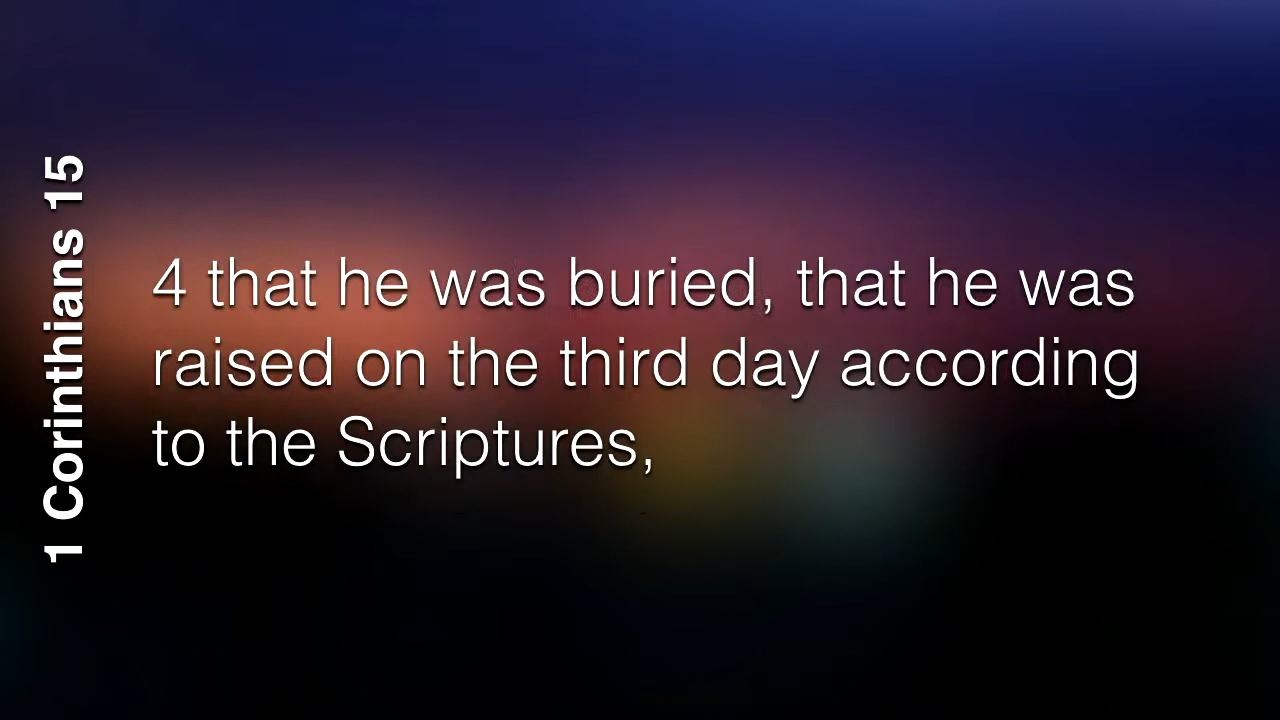 1 Corinthians 15
4 that he was buried, that he was
raised on the third day according
to the Scriptures,